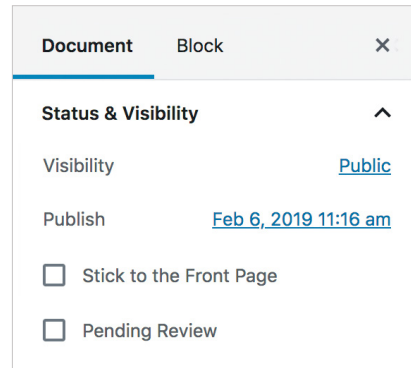 Document Block
Status & Visibility
Visibility Public
Publish Feb 6, 2019 11:16 am
Stick to the Front Page
Pending Review